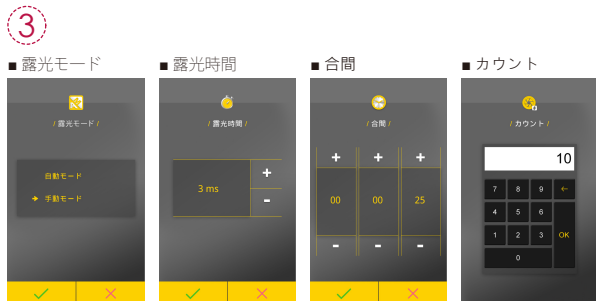 3
■ 露光モード
■ 露光時間
■ 合間
■ カウント
/ 露光モード /
自動モード
➔ 手動モード
/ 露光時間 /
3 ms
+
-
/ 合間 /
+ + +
00 00 25
- - -
/ カウント /
10
7 8 9 ←
4 5 6
1 2 3 OK
0